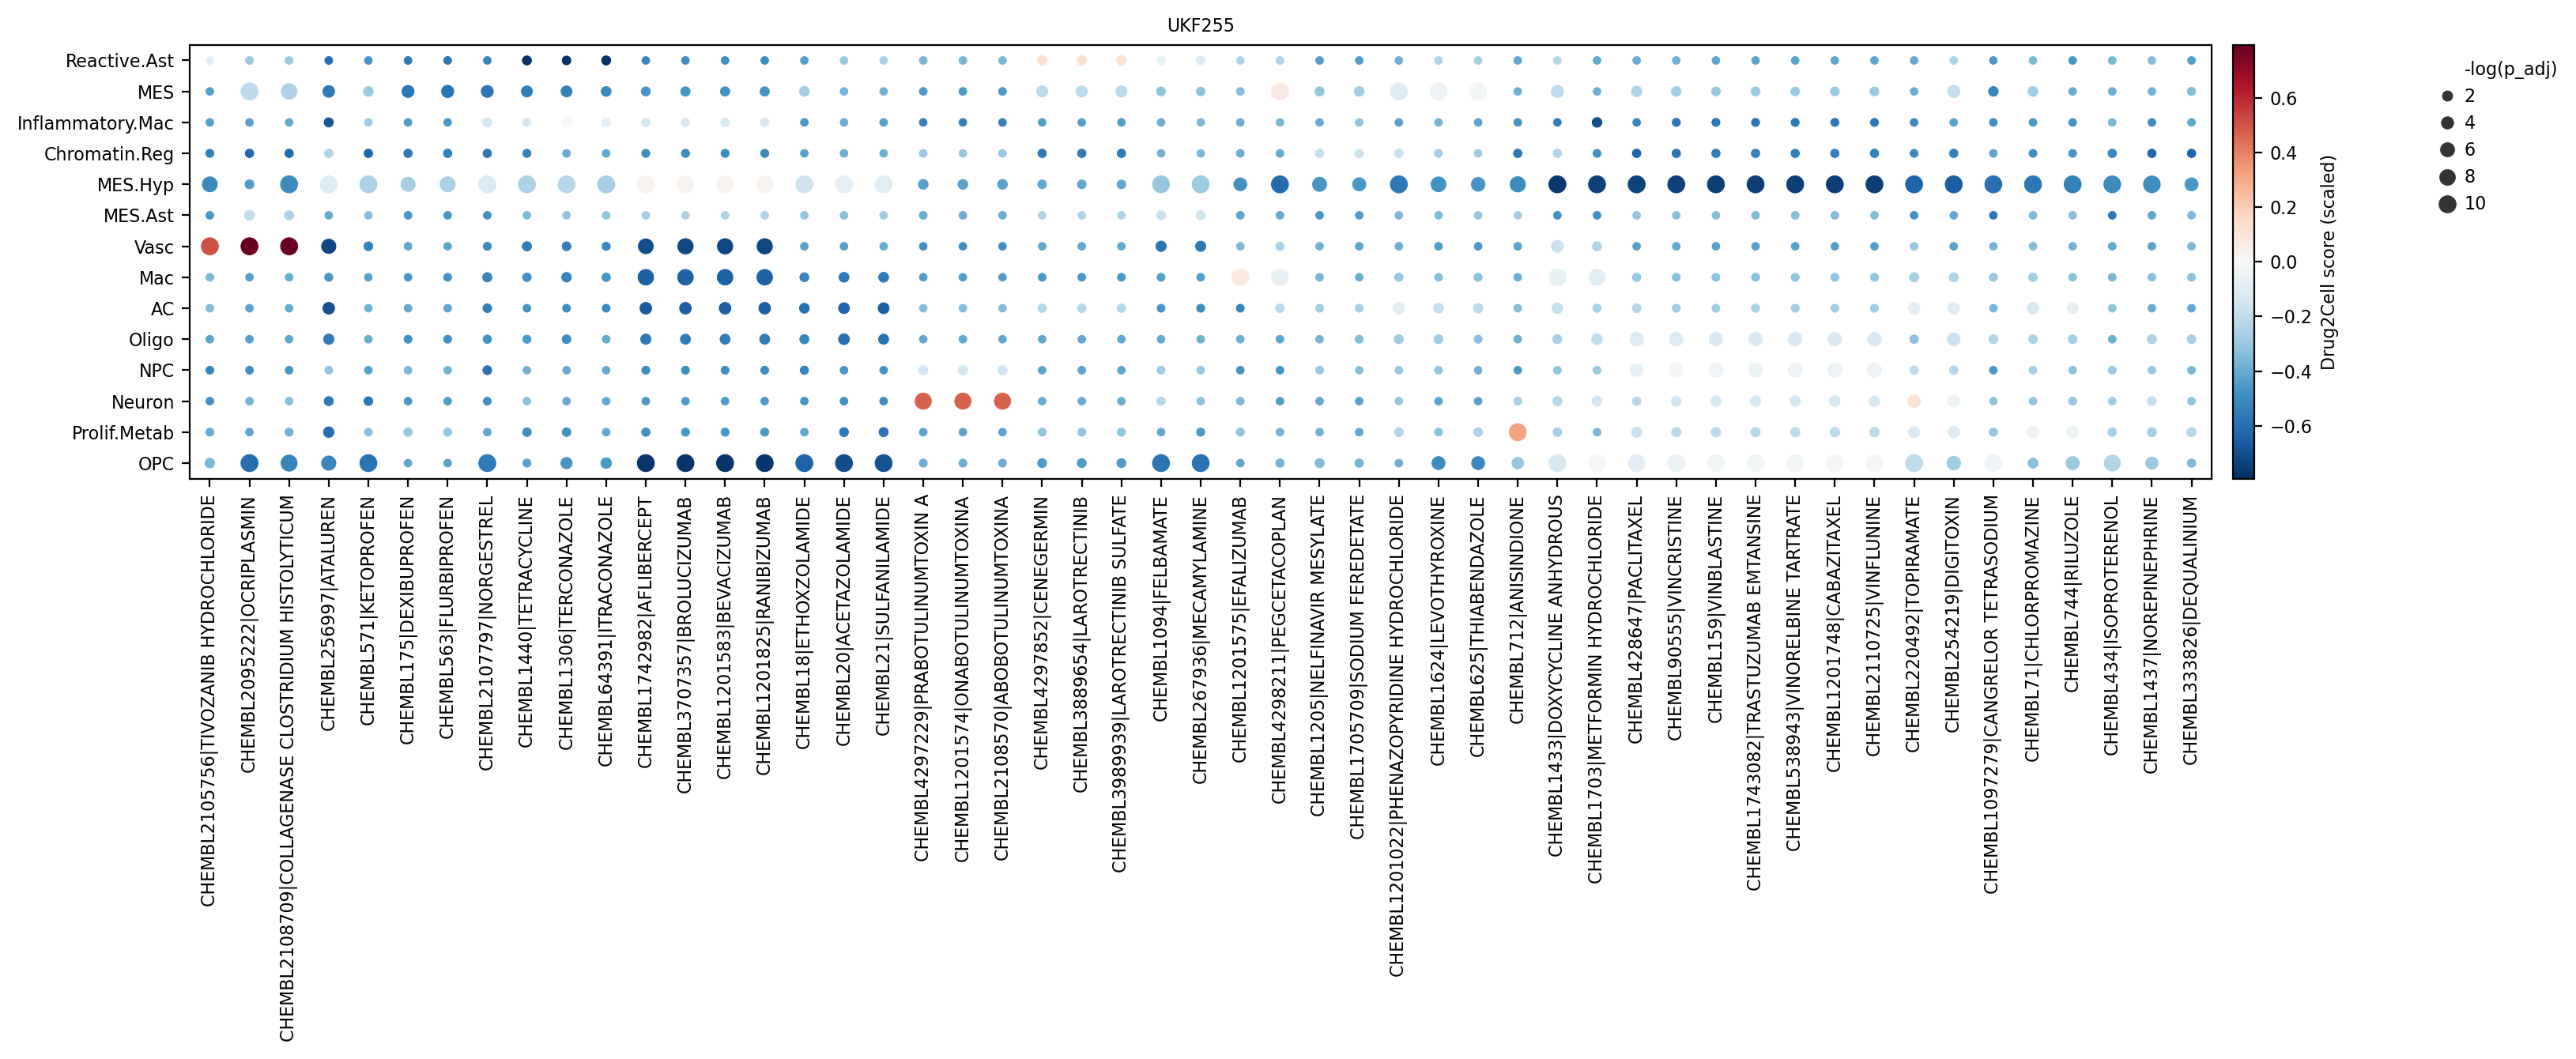 UKF255
Reactive.Ast
MES
Inflammatory.Mac
Chromatin.Reg
MES.Hyp
MES.Ast
Vasc
Mac
AC
Oligo
NPC
Neuron
Prolif.Metab
OPC
CHEMBL2105756|TIVOZANIB HYDROCHLORIDE
CHEMBL2095222|OCRIPLASMIN
CHEMBL2108709|COLLAGENASE CLOSTRIDIUM HISTOLYTICUM
CHEMBL256997|ATALUREN
CHEMBL571|KETOPROFEN
CHEMBL175|DEXIBUPROFEN
CHEMBL563|FLURBIPROFEN
CHEMBL2107797|NORGESTREL
CHEMBL1440|TETRACYCLINE
CHEMBL1306|TERCONAZOLE
CHEMBL64391|ITRACONAZOLE
CHEMBL1742982|AFLIBERCEPT
CHEMBL3707357|BROLUCIZUMAB
CHEMBL1201583|BEVACIZUMAB
CHEMBL1201825|RANIBIZUMAB
CHEMBL18|ETHOXZOLAMIDE
CHEMBL20|ACETAZOLAMIDE
CHEMBL21|SULFANILAMIDE
CHEMBL4297229|PRABOTULINUMTOXIN A
CHEMBL1201574|ONABOTULINUMTOXINA
CHEMBL2108570|ABOBOTULINUMTOXINA
CHEMBL4297852|CENEGERMIN
CHEMBL3889654|LAROTRECTINIB
CHEMBL3989939|LAROTRECTINIB SULFATE
CHEMBL1094|FELBAMATE
CHEMBL267936|MECAMYLAMINE
CHEMBL1201575|EFALIZUMAB
CHEMBL4298211|PEGCETACOPLAN
CHEMBL1205|NELFINAVIR MESYLATE
CHEMBL1705709|SODIUM FEREDETATE
CHEMBL1201022|PHENAZOPYRIDINE HYDROCHLORIDE
CHEMBL1624|LEVOTHYROXINE
CHEMBL625|THIABENDAZOLE
CHEMBL712|ANISINDIONE
CHEMBL1433|DOXYCYCLINE ANHYDROUS
CHEMBL1703|METFORMIN HYDROCHLORIDE
CHEMBL428647|PACLITAXEL
CHEMBL90555|VINCRISTINE
CHEMBL159|VINBLASTINE
CHEMBL1743082|TRASTUZUMAB EMTANSINE
CHEMBL538943|VINORELBINE TARTRATE
CHEMBL1201748|CABAZITAXEL
CHEMBL2110725|VINFLUNINE
CHEMBL220492|TOPIRAMATE
CHEMBL254219|DIGITOXIN
CHEMBL1097279|CANGRELOR TETRASODIUM
CHEMBL71|CHLORPROMAZINE
CHEMBL744|RILUZOLE
CHEMBL434|ISOPROTERENOL
CHEMBL1437|NOREPINEPHRINE
CHEMBL333826|DEQUALINIUM
0.6
0.4
0.2
0.0
−0.2
−0.4
−0.6
Drug2Cell score (scaled)
-log(p_adj)
2
4
6
8
10